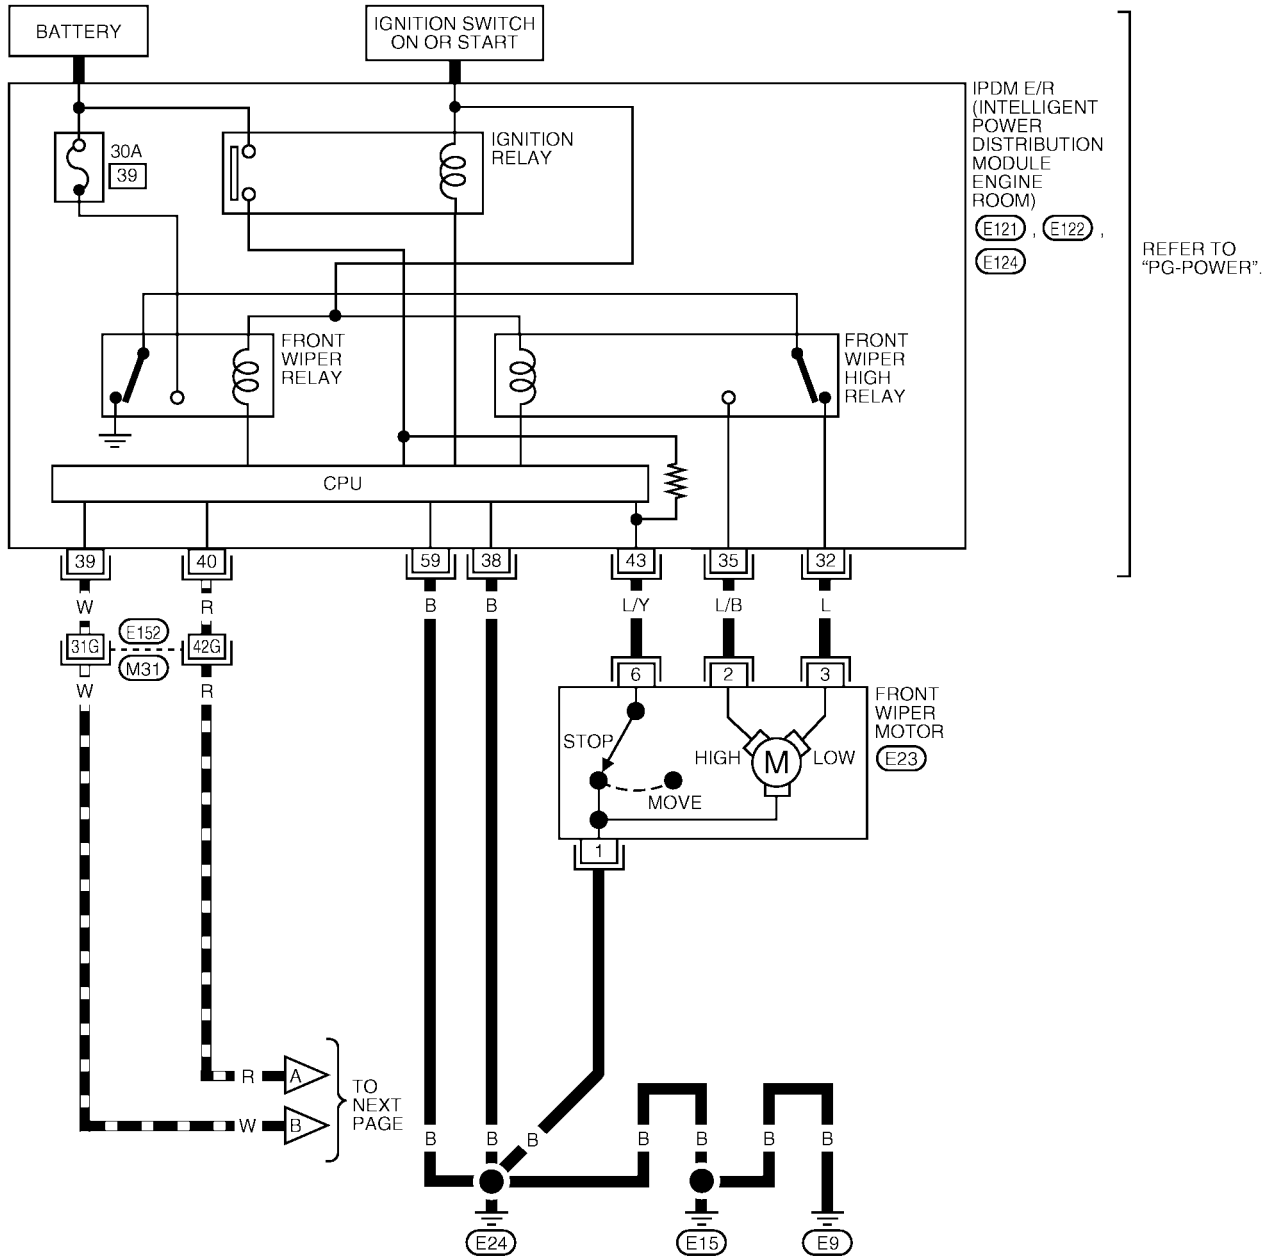 BATTERY
IGNITION SWITCH
ON OR START
30A
39
IGNITION
RELAY
IPDM E/R
(INTELLIGENT
POWER
DISTRIBUTION
MODULE
ENGINE
ROOM)
E121 , E122 ,
E124
REFER TO
“PG-POWER”.
FRONT
WIPER
RELAY
FRONT
WIPER
HIGH
RELAY
CPU
39 40 59 38 43 35 32
W R B B L/Y L/B L
31G E152 42G
M31
W R
6 2 3
FRONT
WIPER
MOTOR
E23
STOP
HIGH M LOW
MOVE
1
R A
W B
TO
NEXT
PAGE
B B B B B B B
E24 E15 E9